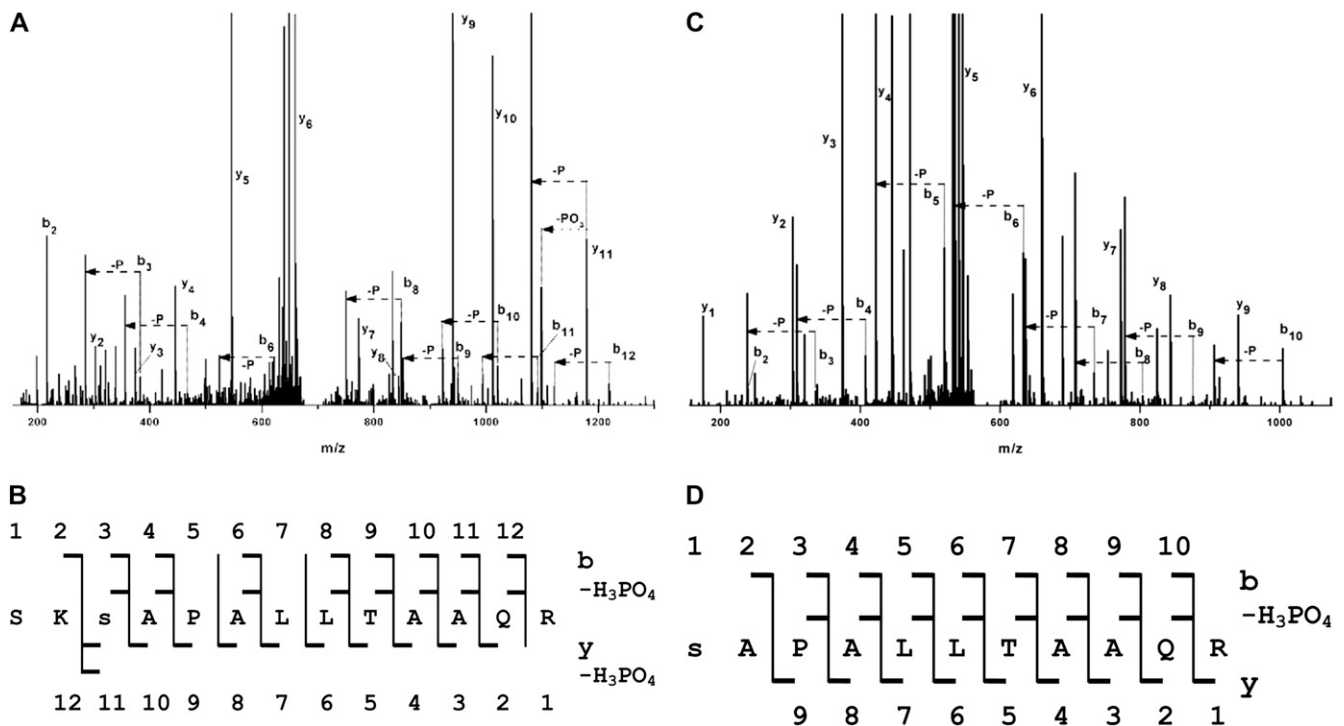 A
y9
y6
y10
y5
-P
-PO3
b2
-P
b3
y4
y11
-P
b8
-P
b4
-P
b10
y7
b11
y2
y3
b6
-P
y8
-P
b9
-P
b12
200 400 600 800 1000 1200
m/z
C
y5
y4
y6
y3
-P
b5
-P
b6
y2
y7
y8
y1
-P
b4
-P
b7
-P
b9
y9
b10
-P
b2
b3
-P
b8
-P
200 400 600 800 1000
m/z
B
1 2 3 4 5 6 7 8 9 10 11 12
b
-H3PO4
S K s A P A L L T A A Q R
y
-H3PO4
12 11 10 9 8 7 6 5 4 3 2 1
D
1 2 3 4 5 6 7 8 9 10
b
-H3PO4
s A P A L L T A A Q R
y
9 8 7 6 5 4 3 2 1